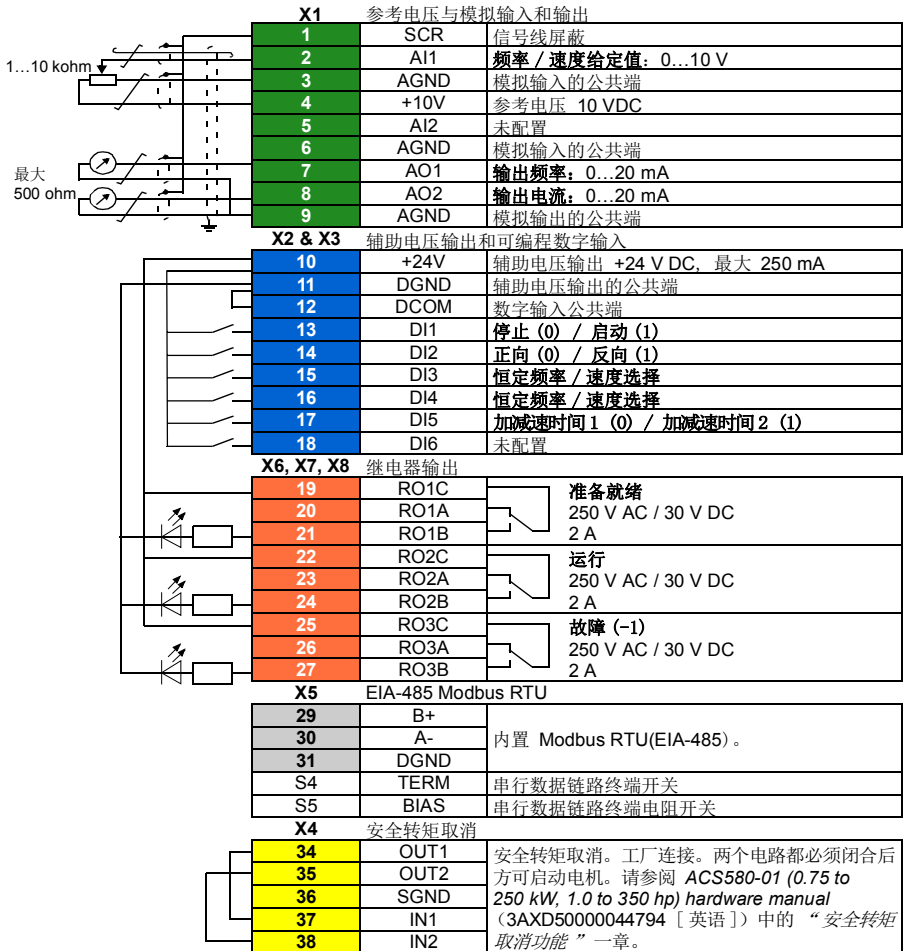 X1 参考电压与模拟输入和输出
1 SCR 信号线屏蔽
1…10 kohm
2 AI1 频率 / 速度给定值：0…10 V
3 AGND 模拟输入的公共端
4 +10V 参考电压 10 VDC
5 AI2 未配置
6 AGND 模拟输入的公共端
最大
500 ohm
7 AO1 输出频率：0…20 mA
8 AO2 输出电流：0…20 mA
9 AGND 模拟输出的公共端
X2 & X3 辅助电压输出和可编程数字输入
10 +24V 辅助电压输出 +24 V DC，最大 250 mA
11 DGND 辅助电压输出的公共端
12 DCOM 数字输入公共端
13 DI1 停止 (0) / 启动 (1)
14 DI2 正向 (0) / 反向 (1)
15 DI3 恒定频率 / 速度选择
16 DI4 恒定频率 / 速度选择
17 DI5 加减速时间 1 (0) / 加减速时间 2 (1)
18 DI6 未配置
X6, X7, X8 继电器输出
19 RO1C 准备就绪
20 RO1A 250 V AC / 30 V DC
21 RO1B 2 A
22 RO2C 运行
23 RO2A 250 V AC / 30 V DC
24 RO2B 2 A
25 RO3C 故障 (-1)
26 RO3A 250 V AC / 30 V DC
27 RO3B 2 A
X5 EIA-485 Modbus RTU
29 B+
30 A- 内置 Modbus RTU(EIA-485)。
31 DGND
S4 TERM 串行数据链路终端开关
S5 BIAS 串行数据链路终端电阻开关
X4 安全转矩取消
34 OUT1 安全转矩取消。工厂连接。两个电路都必须闭合后
35 OUT2 方可启动电机。请参阅 ACS580-01 (0.75 to
36 SGND 250 kW, 1.0 to 350 hp) hardware manual
37 IN1 （3AXD50000044794 [ 英语 ]）中的 “安全转矩
38 IN2 取消功能 ”一章。